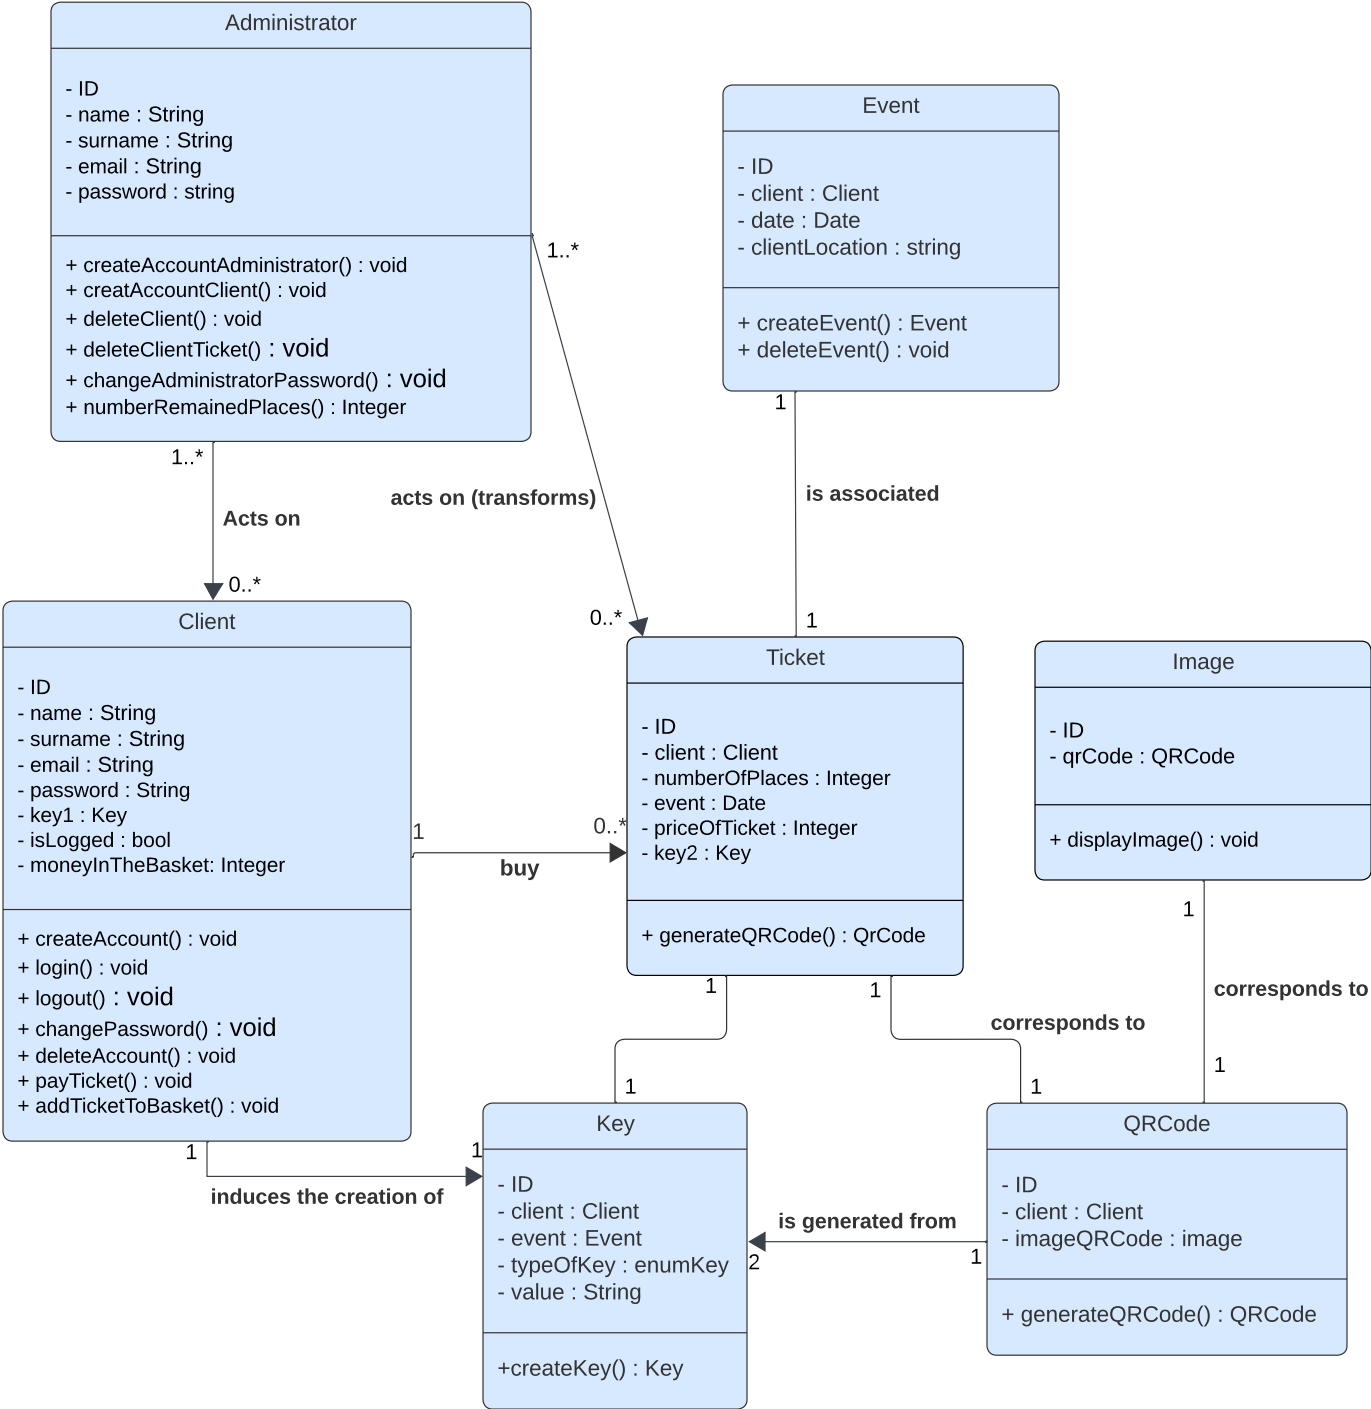 Administrator
- ID
- name : String
- surname : String
- email : String
- password : string
+ createAccountAdministrator() : void
+ creatAccountClient() : void
+ deleteClient() : void
+ deleteClientTicket() : void
+ changeAdministratorPassword() : void
+ numberRemainedPlaces() : Integer
Event
- ID
- client : Client
- date : Date
- clientLocation : string
+ createEvent() : Event
+ deleteEvent() : void
1..*
1..*
1
acts on (transforms)
is associated
Acts on
0..*
0..*
1
Client
- ID
- name : String
- surname : String
- email : String
- password : String
- key1 : Key
- isLogged : bool
- moneyInTheBasket: Integer
+ createAccount() : void
+ login() : void
+ logout() : void
+ changePassword() : void
+ deleteAccount() : void
+ payTicket() : void
+ addTicketToBasket() : void
1
0..*
buy
Ticket
- ID
- client : Client
- numberOfPlaces : Integer
- event : Date
- priceOfTicket : Integer
- key2 : Key
+ generateQRCode() : QrCode
Image
- ID
- qrCode : QRCode
+ displayImage() : void
1
1
1
corresponds to
corresponds to
1
1
1
1
1
induces the creation of
Key
- ID
- client : Client
- event : Event
- typeOfKey : enumKey
- value : String
+createKey() : Key
is generated from
2
1
QRCode
- ID
- client : Client
- imageQRCode : image
+ generateQRCode() : QRCode